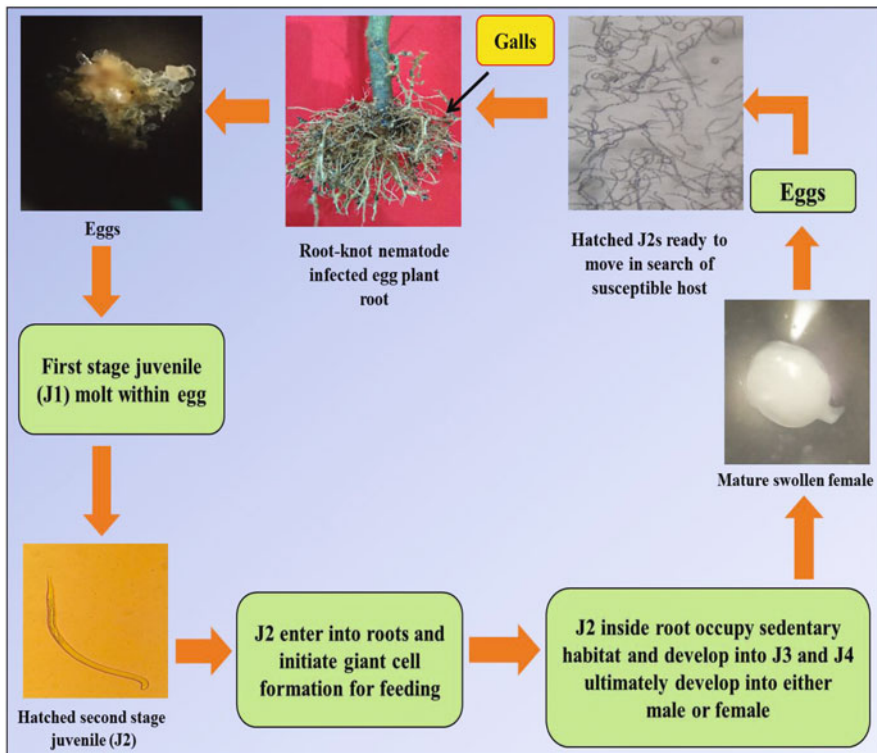 Galls
Eggs
Eggs
Root-knot nematode
infected egg plant
root
Hatched J2s ready to
move in search of
susceptible host
First stage juvenile
(J1) molt within egg
Mature swollen female
Hatched second stage
juvenile (J2)
J2 enter into roots and
initiate giant cell
formation for feeding
J2 inside root occupy sedentary
habitat and develop into J3 and J4
ultimately develop into either
male or female